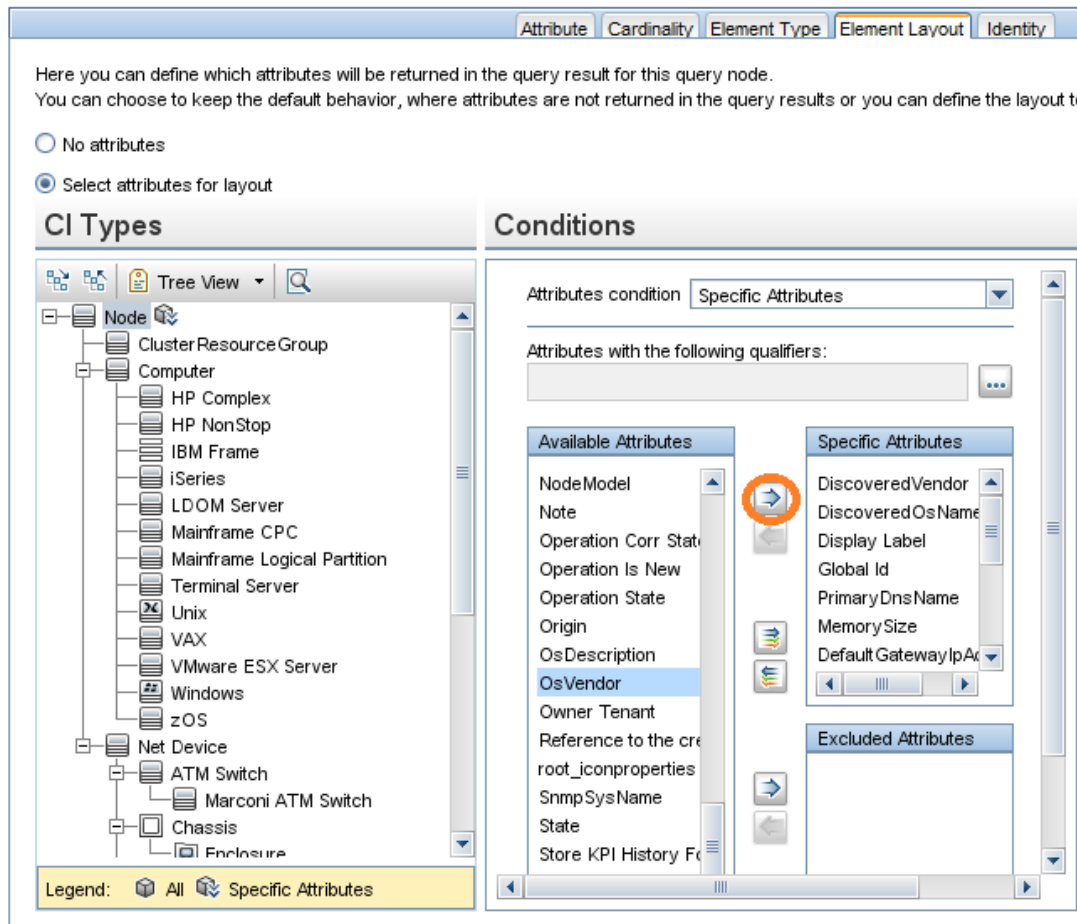 Attribute Cardinality Element Type Element Layout Identity
Here you can define which attributes will be returned in the query result for this query node.
You can choose to keep the default behavior, where attributes are not returned in the query results or you can define the layout t
No attributes
Select attributes for layout
CI Types
Tree View
Node
ClusterResourceGroup
Computer
HP Complex
HP NonStop
IBM Frame
iSeries
LDOM Server
Mainframe CPC
Mainframe Logical Partition
Terminal Server
Unix
VAX
VMware ESX Server
Windows
zOS
Net Device
ATM Switch
Marconi ATM Switch
Chassis
Enclosure
Legend: All Specific Attributes
Conditions
Attributes condition Specific Attributes
Attributes with the following qualifiers:
...
Available Attributes
NodeModel
Note
Operation Corr Stat
Operation Is New
Operation State
Origin
OsDescription
OsVendor
Owner Tenant
Reference to the cre
root_iconproperties
SnmpSysName
State
Store KPI History Fo
Specific Attributes
DiscoveredVendor
DiscoveredOsName
Display Label
Global Id
PrimaryDnsName
MemorySize
DefaultGatewayIpAd
Excluded Attributes